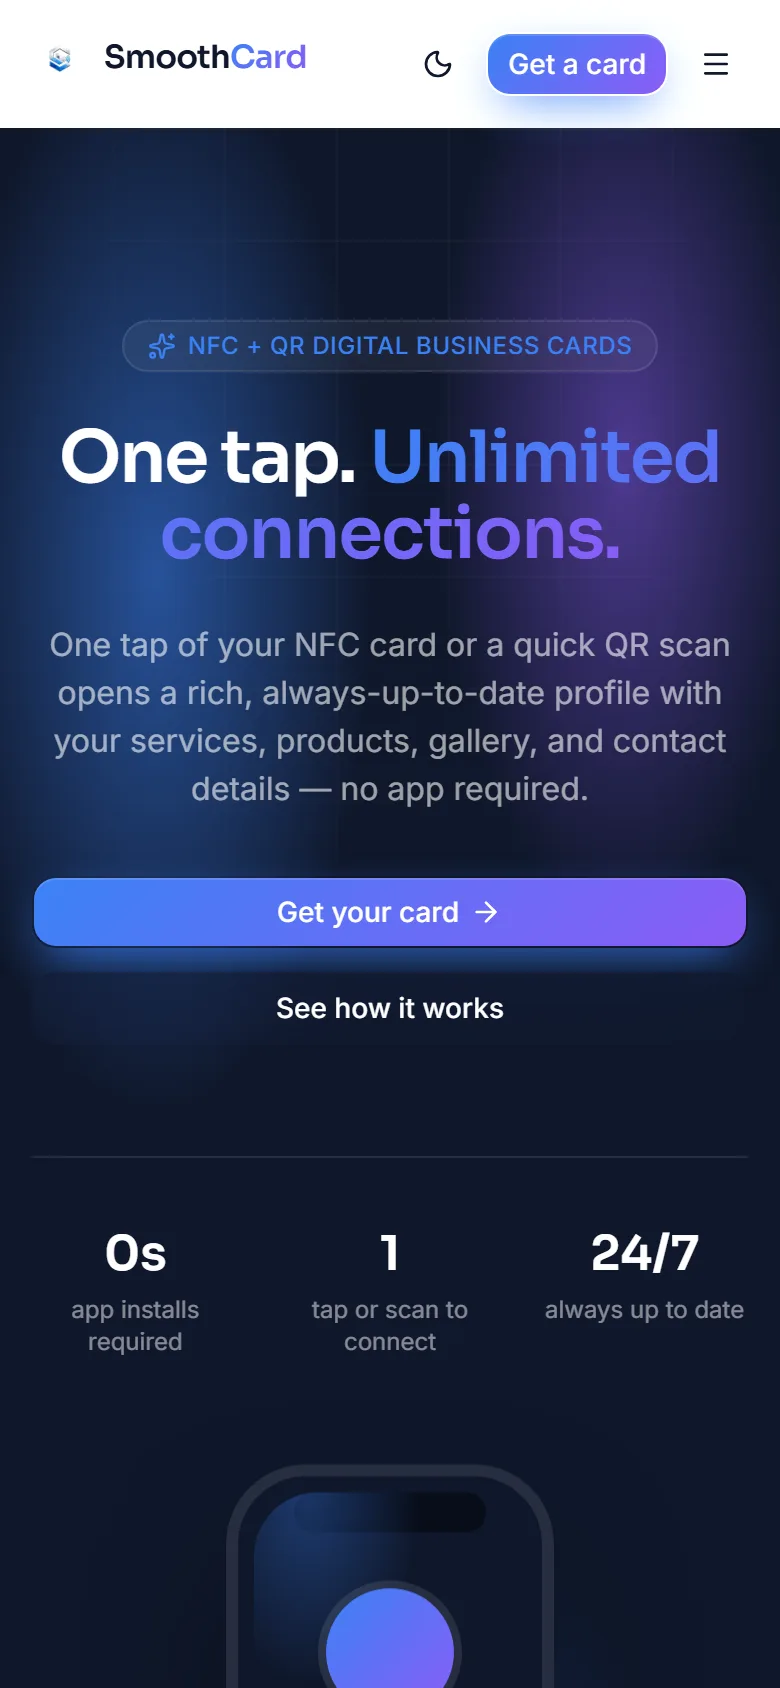 SmoothCard
Get a card
NFC + QR DIGITAL BUSINESS CARDS
One tap. Unlimited
connections.
One tap of your NFC card or a quick QR scan
opens a rich, always-up-to-date profile with
your services, products, gallery, and contact
details — no app required.
Get your card →
See how it works
0s
app installs
required
1
tap or scan to
connect
24/7
always up to date